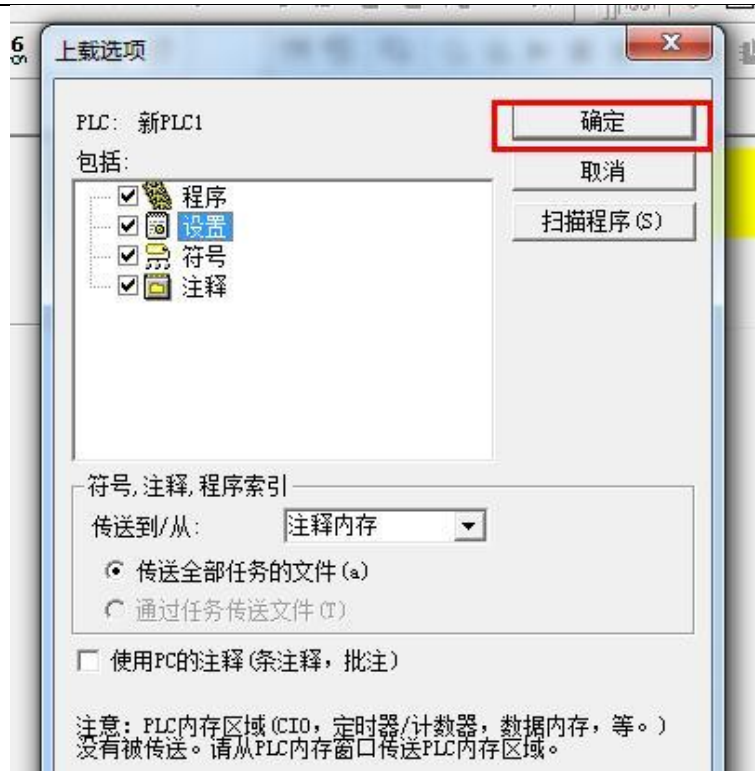 上载选项
PLC: 新PLC1
确定
包括:
取消
程序
扫描程序(S)
设置
符号
注释
符号,注释,程序索引
传送到/从:
注释内存
传送全部任务的文件(a)
通过任务传送文件(T)
使用PC的注释(条注释，批注)
注意: PLC内存区域(CIO，定时器/计数器，数据内存，等。)
没有被传送。请从PLC内存窗口传送PLC内存区域。